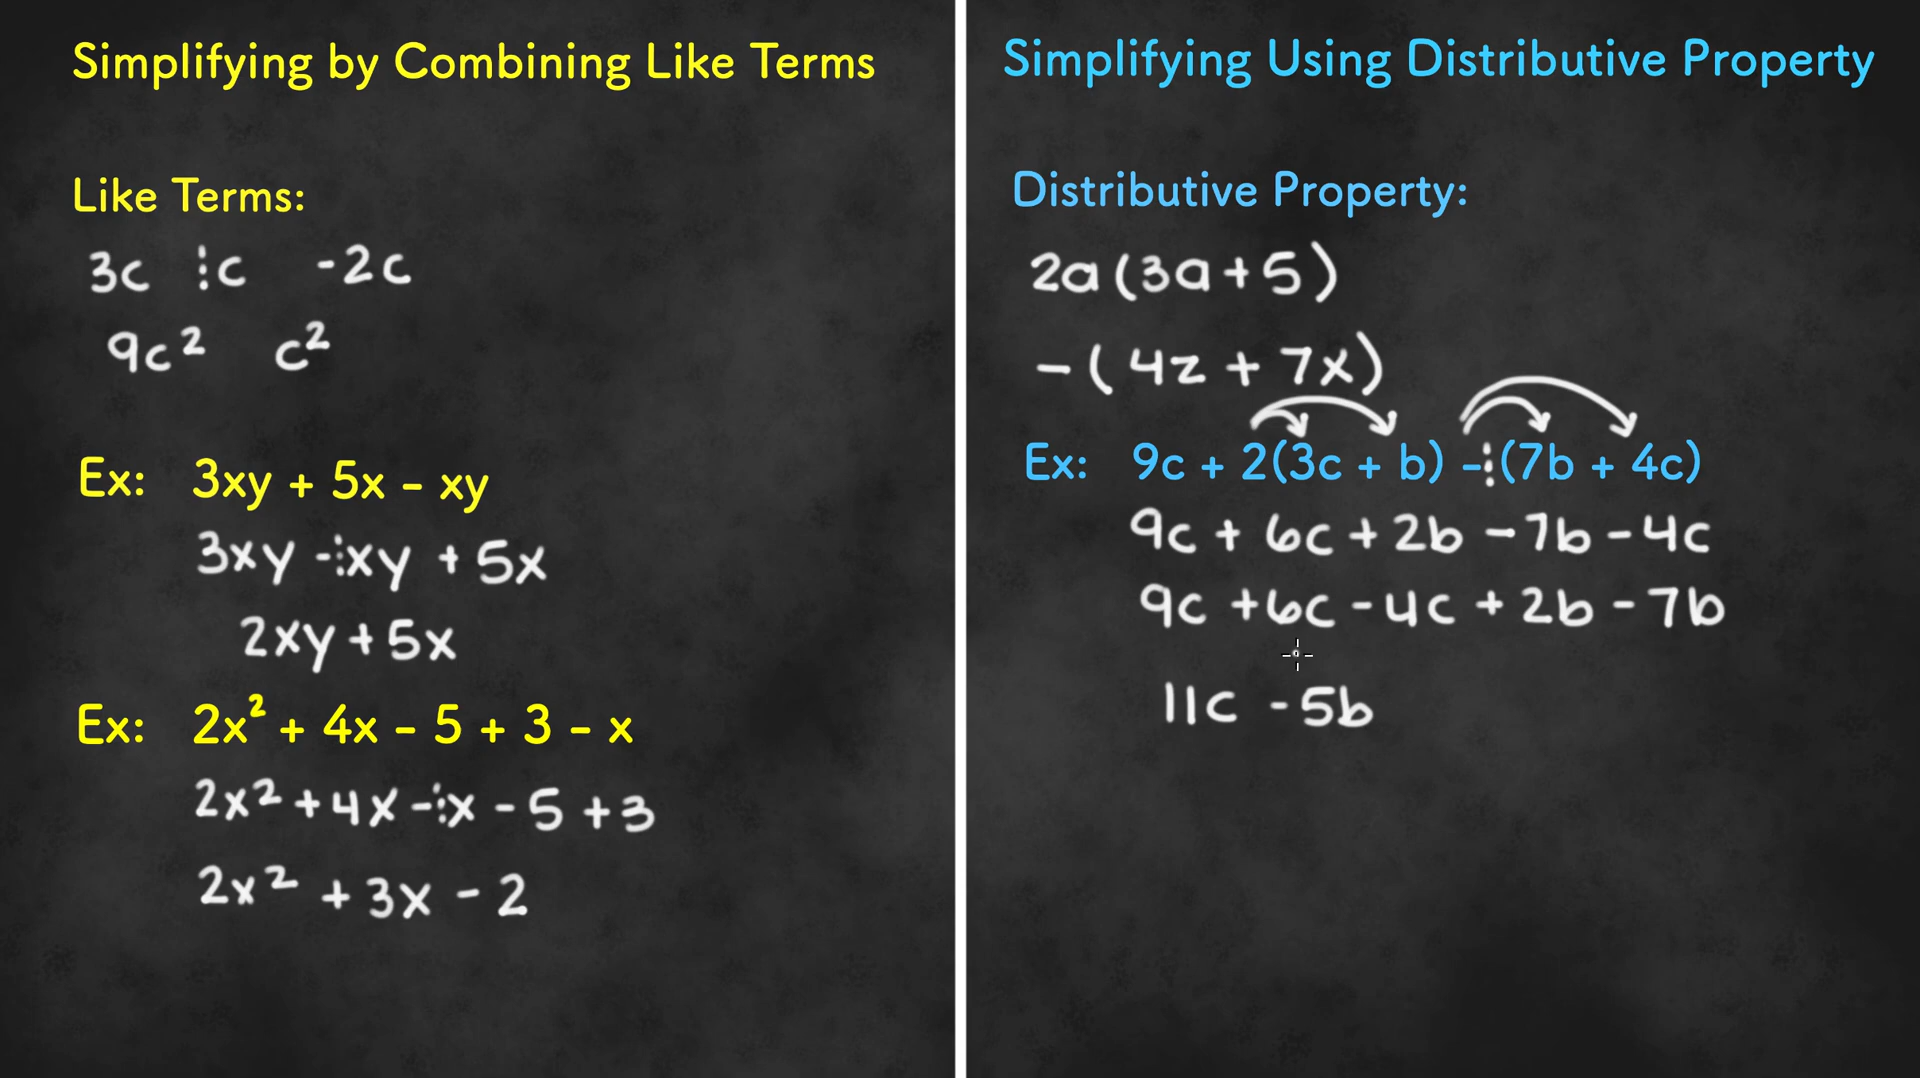 Simplifying by Combining Like Terms
Like Terms:
3c 1c -2c
9c² c²
Ex: 3xy + 5x - xy
3xy - 1xy + 5x
2xy + 5x
Ex: 2x² + 4x - 5 + 3 - x
2x² + 4x - 1x - 5 + 3
2x² + 3x - 2
Simplifying Using Distributive Property
Distributive Property:
2a(3a + 5)
-(4z + 7x)
Ex: 9c + 2(3c + b) - 1(7b + 4c)
9c + 6c + 2b - 7b - 4c
9c + 6c - 4c + 2b - 7b
11c - 5b